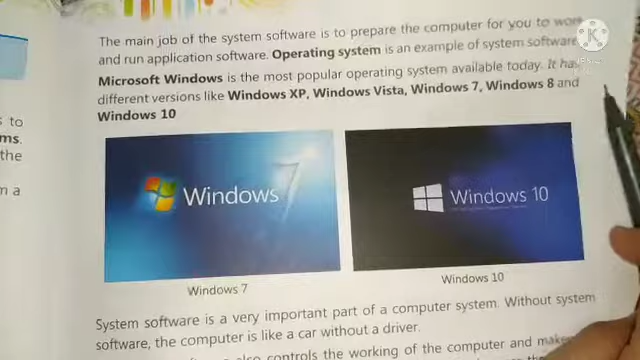 The main job of the system software is to prepare the computer for you to work
and run application software. Operating system is an example of system software.
Microsoft Windows is the most popular operating system available today. It has
different versions like Windows XP, Windows Vista, Windows 7, Windows 8 and
Windows 10
s to
ms.
the
m a
Windows 7
Windows 10
Windows 7
Windows 10
System software is a very important part of a computer system. Without system
software, the computer is like a car without a driver.
also controls the working of the computer and makes